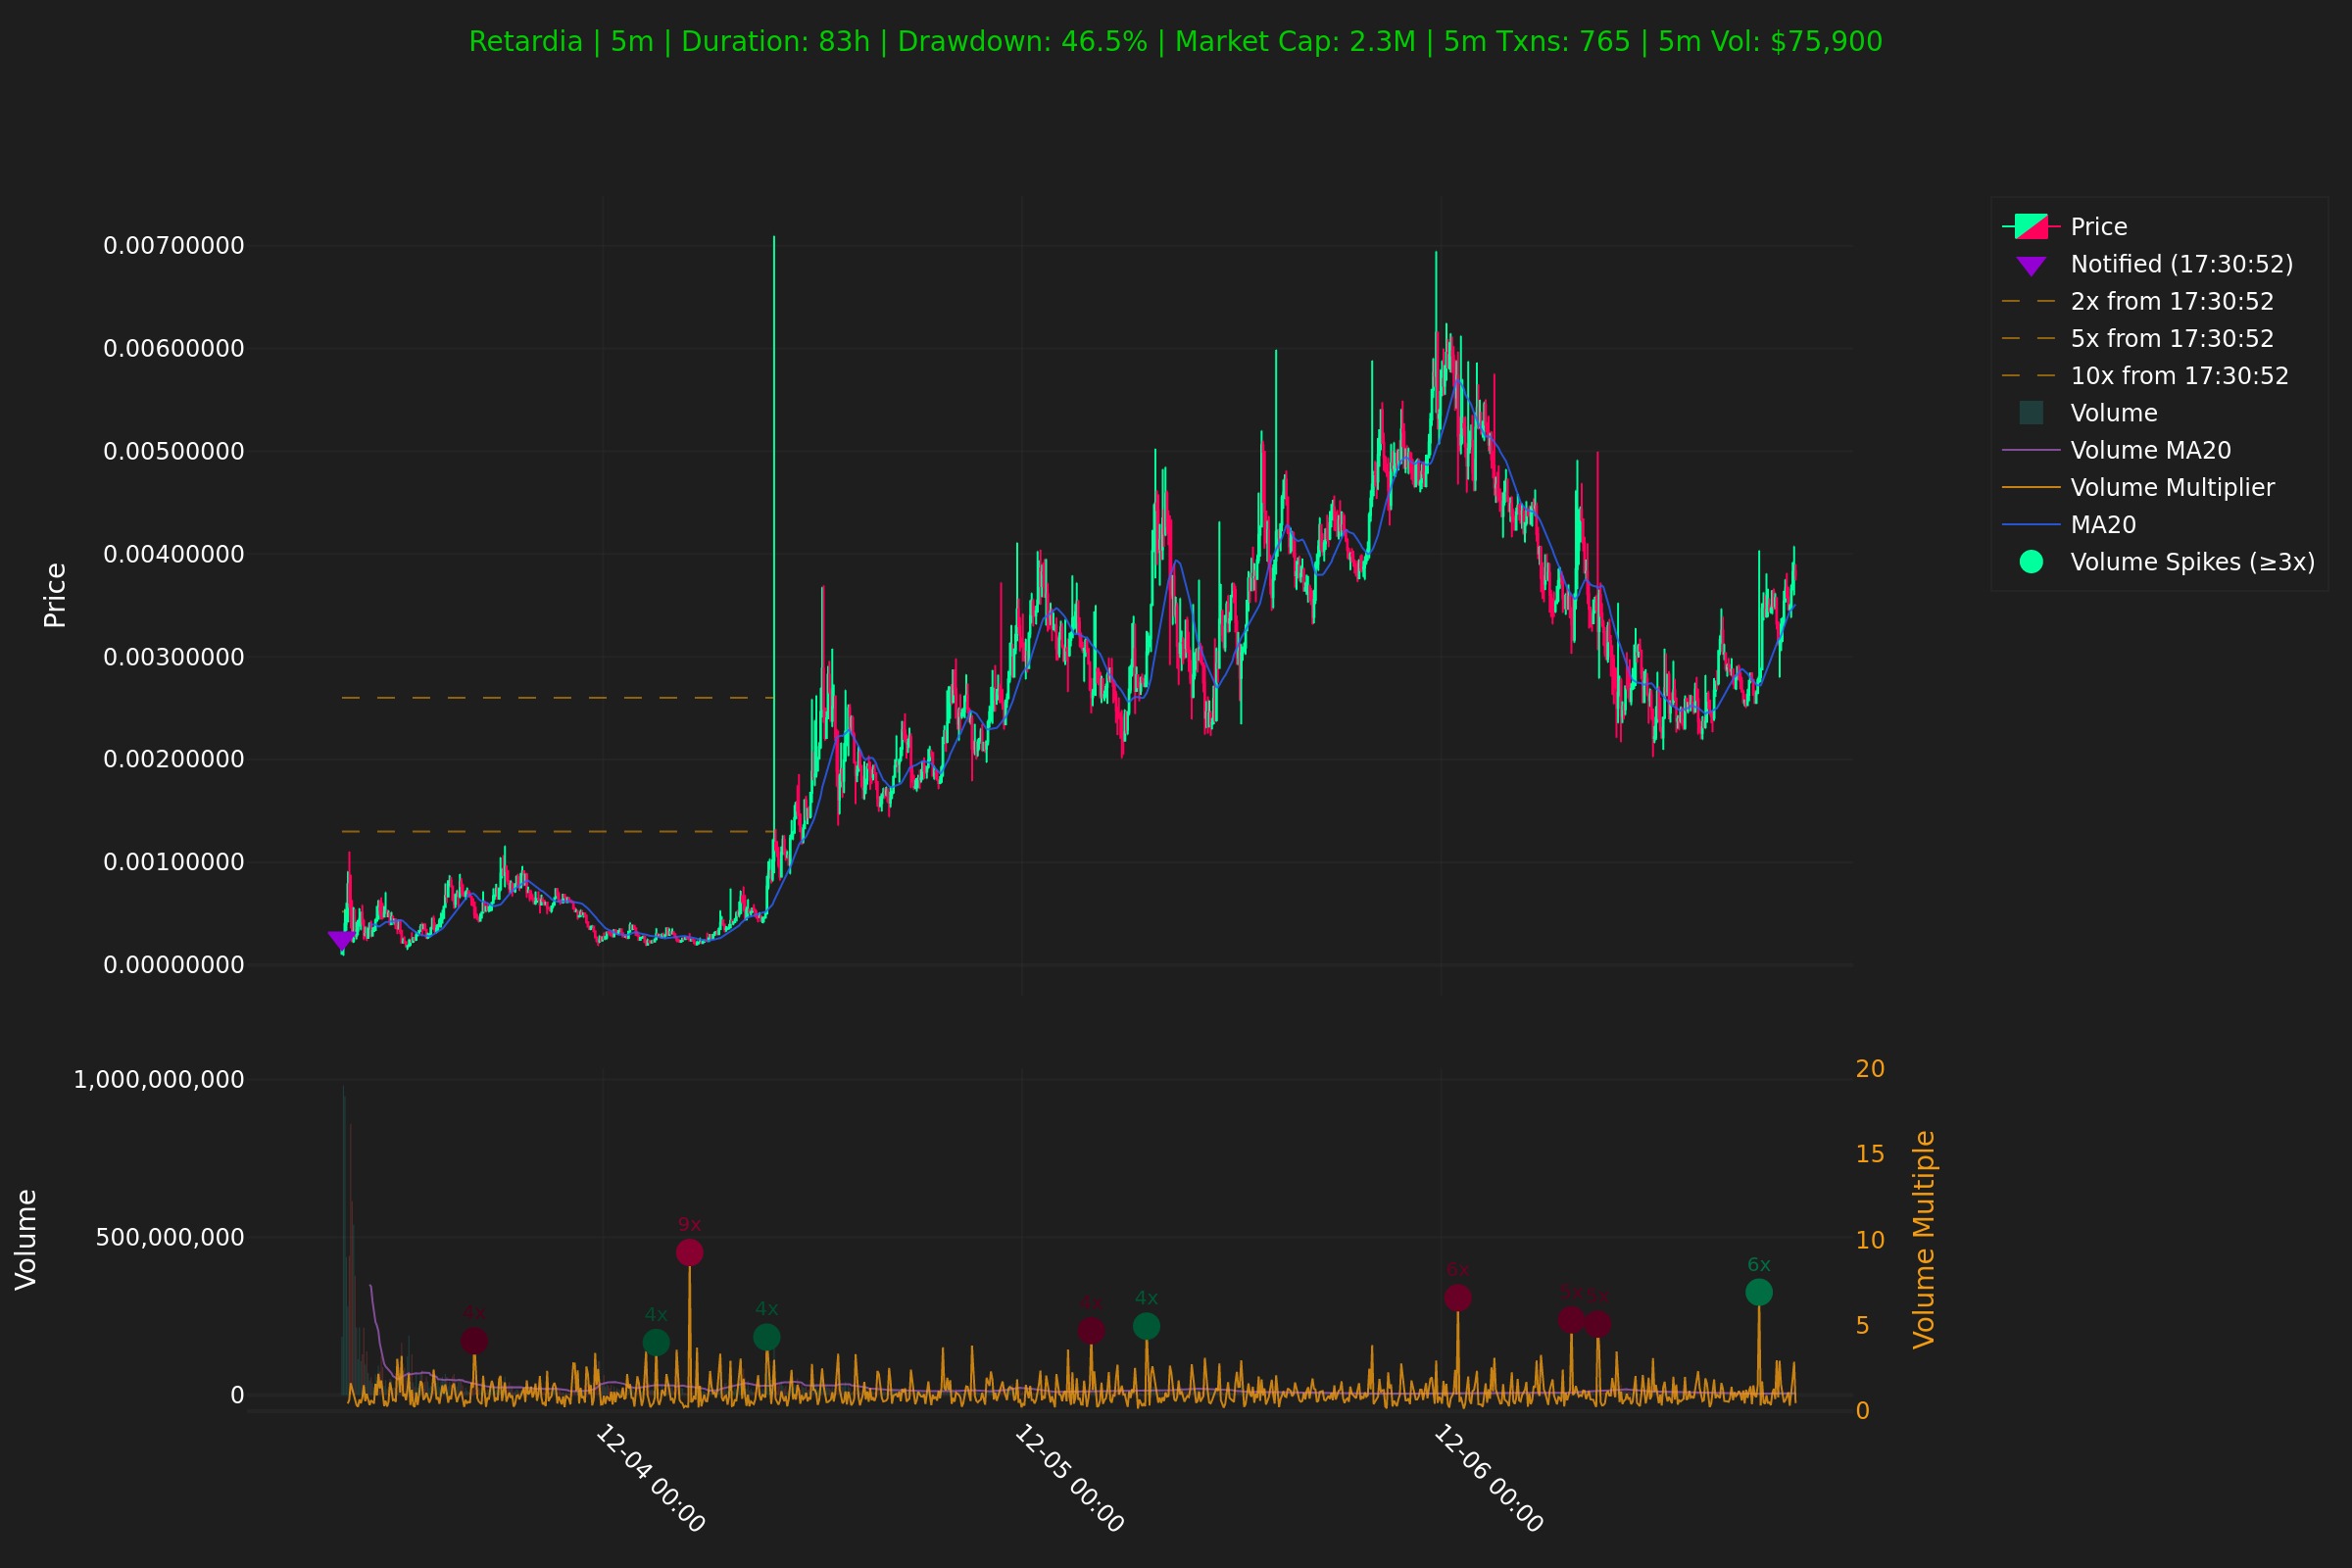 Retardia | 5m | Duration: 83h | Drawdown: 46.5% | Market Cap: 2.3M | 5m Txns: 765 | 5m Vol: $75,900
Price
0.00700000
0.00600000
0.00500000
0.00400000
0.00300000
0.00200000
0.00100000
0.00000000
Price
Notified (17:30:52)
2x from 17:30:52
5x from 17:30:52
10x from 17:30:52
Volume
Volume MA20
Volume Multiplier
MA20
Volume Spikes (≥3x)
Volume
1,000,000,000
500,000,000
0
4x
4x
9x
4x
4x
4x
6x
5x
5x
6x
20
15
10
5
0
Volume Multiple
12-04 00:00
12-05 00:00
12-06 00:00